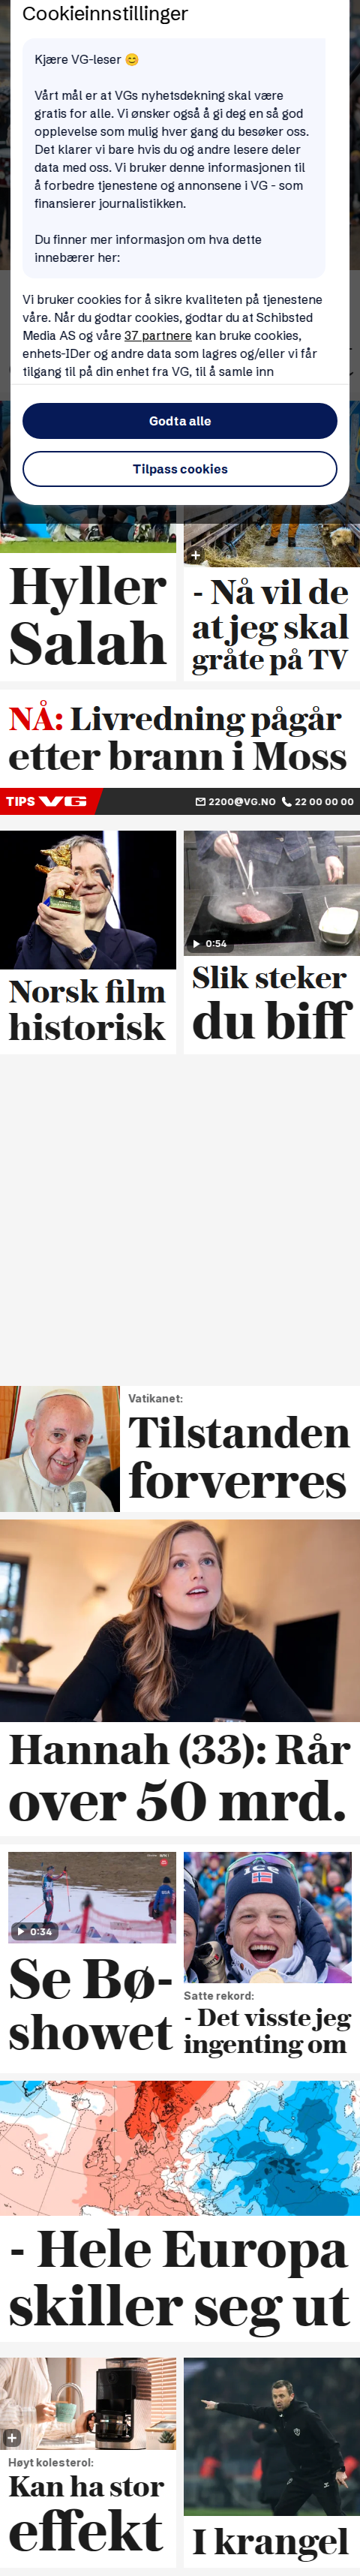 Cookieinnstillinger
Kjære VG-leser 😊
Vårt mål er at VGs nyhetsdekning skal være
gratis for alle. Vi ønsker også å gi deg en så god
opplevelse som mulig hver gang du besøker oss.
Det klarer vi bare hvis du og andre lesere deler
data med oss. Vi bruker denne informasjonen til
å forbedre tjenestene og annonsene i VG - som
finansierer journalistikken.
Du finner mer informasjon om hva dette
innebærer her:
Vi bruker cookies for å sikre kvaliteten på tjenestene
våre. Når du godtar cookies, godtar du at Schibsted
Media AS og våre 37 partnere kan bruke cookies,
enhets-IDer og andre data som lagres og/eller vi får
tilgang til på din enhet fra VG, til å samle inn
Godta alle
Tilpass cookies
Hyller
Salah
- Nå vil de
at jeg skal
gråte på TV
NÅ: Livredning pågår
etter brann i Moss
TIPS VG 2200@VG.NO 22 00 00 00
Norsk film
historisk
0:54
Slik steker
du biff
Vatikanet:
Tilstanden
forverres
Hannah (33): Rår
over 50 mrd.
0:34
Se Bø-
showet
Satte rekord:
- Det visste jeg
ingenting om
- Hele Europa
skiller seg ut
Høyt kolesterol:
Kan ha stor
effekt
I krangel